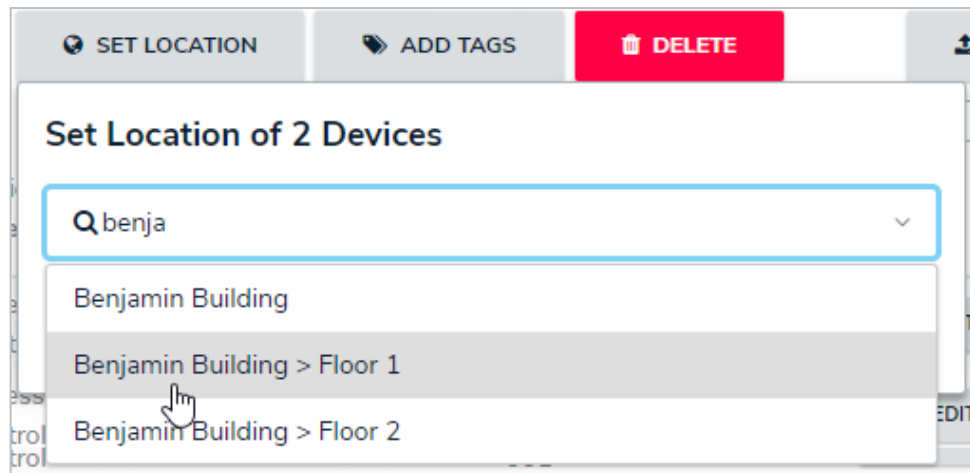 SET LOCATION ADD TAGS DELETE
Set Location of 2 Devices
benja
Benjamin Building
Benjamin Building > Floor 1
Benjamin Building > Floor 2
EDIT